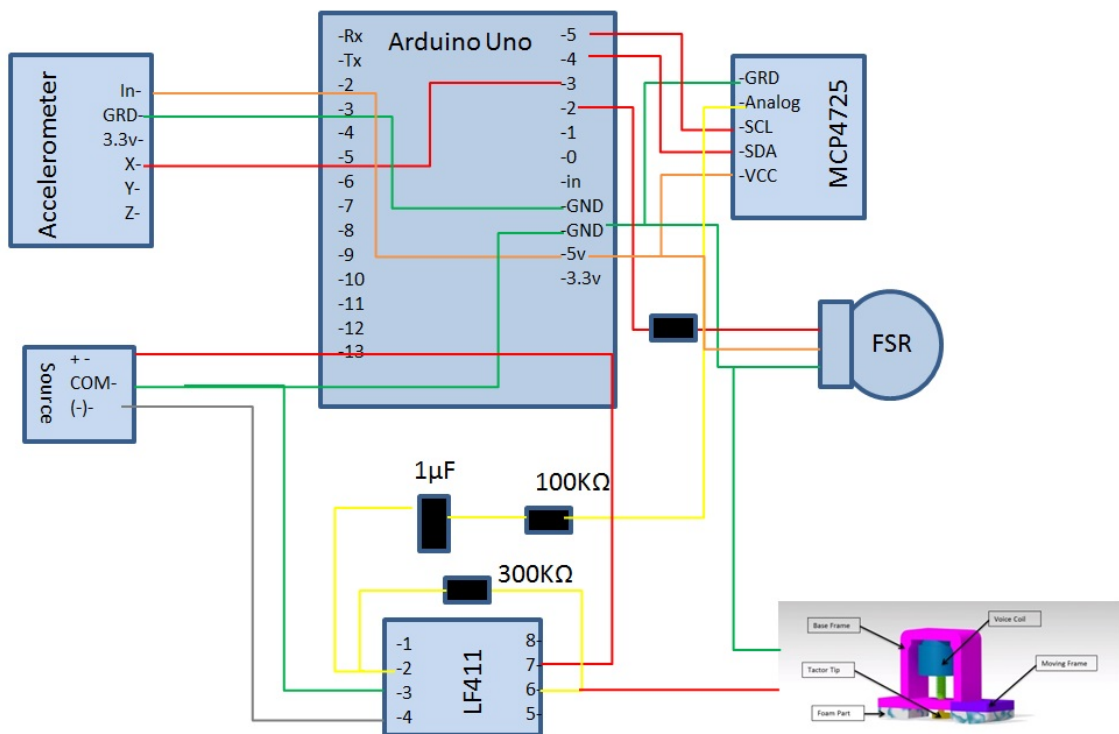 Accelerometer
In-
GRD-
3.3v-
X-
Y-
Z-
Arduino Uno
-Rx
-Tx
-2
-3
-4
-5
-6
-7
-8
-9
-10
-11
-12
-13
-5
-4
-3
-2
-1
-0
-in
-GND
-GND
-5v
-3.3v
-GRD
-Analog
-SCL
-SDA
-VCC
MCP4725
FSR
Source
+ -
COM-
(-)-
1μF
100KΩ
300KΩ
LF411
-1
-2
-3
-4
8-
7-
6-
5-
Base Frame
Voice Coil
Tactor Tip
Moving Frame
Foam Part